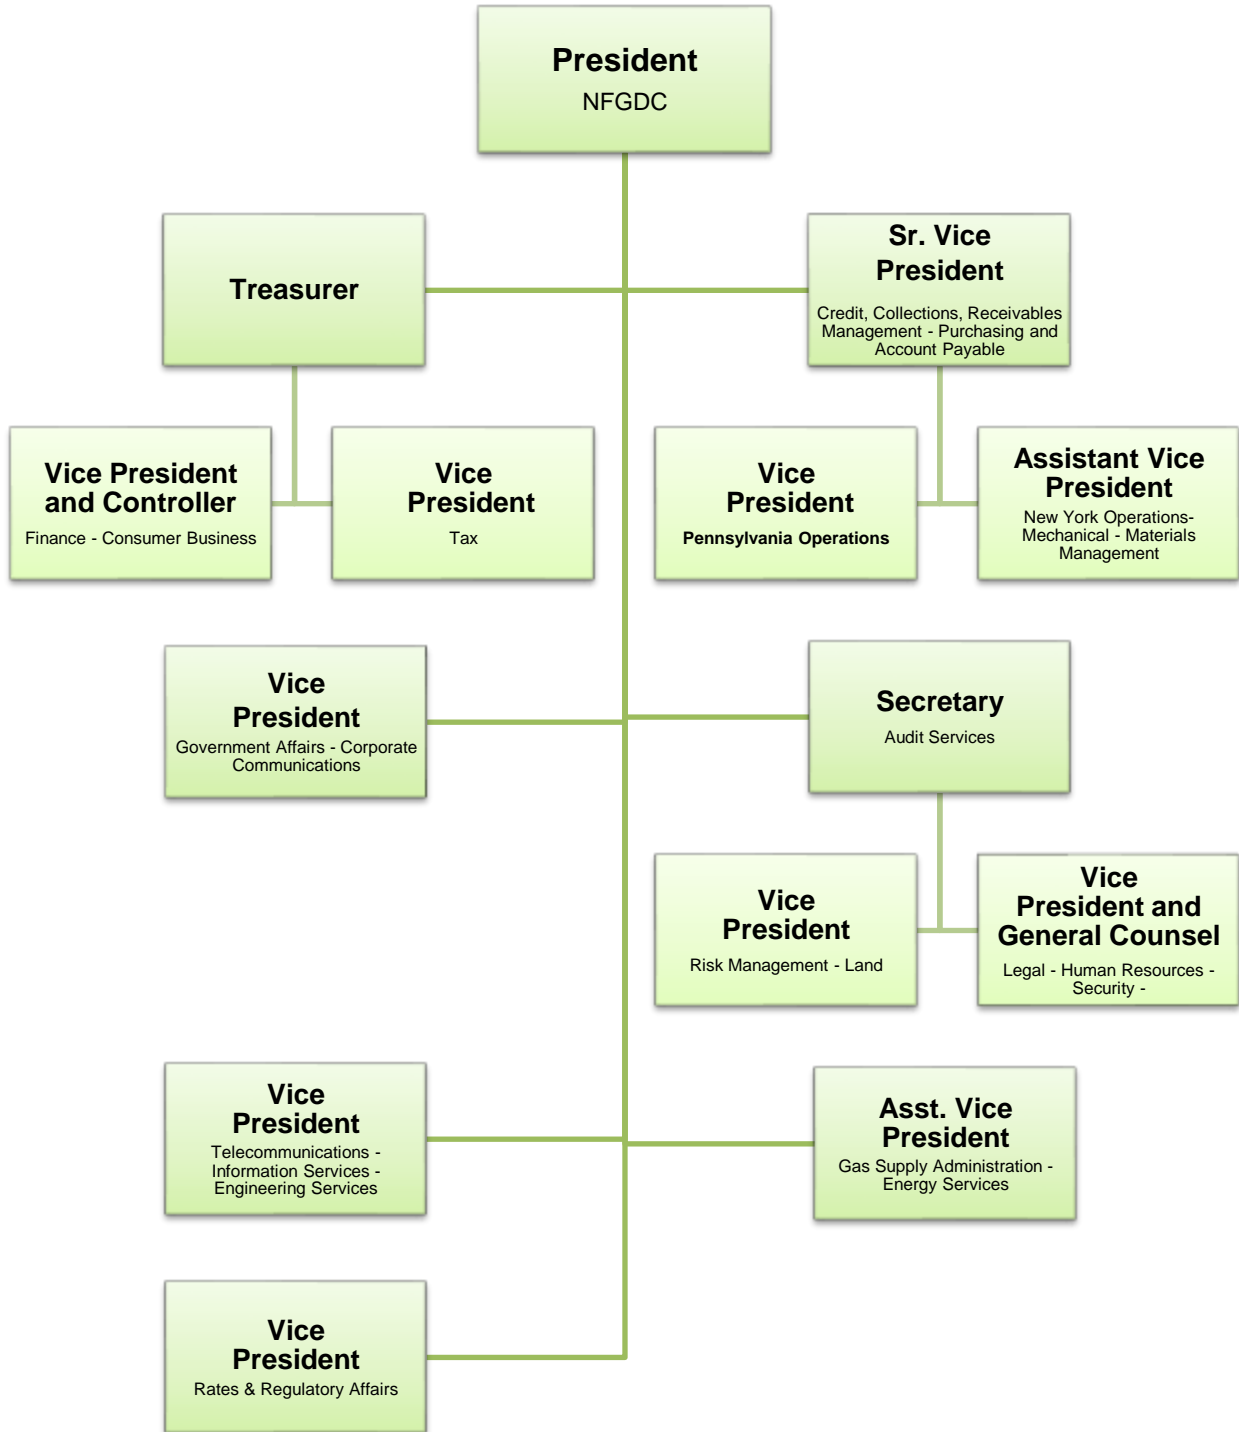 President
NFGDC
Treasurer
Sr. Vice
President
Credit, Collections, Receivables
Management - Purchasing and
Account Payable
Vice President
and Controller
Finance - Consumer Business
Vice
President
Tax
Vice
President
Pennsylvania Operations
Assistant Vice
President
New York Operations-
Mechanical - Materials
Management
Vice
President
Government Affairs - Corporate
Communications
Secretary
Audit Services
Vice
President
Risk Management - Land
Vice
President and
General Counsel
Legal - Human Resources -
Security -
Vice
President
Telecommunications -
Information Services -
Engineering Services
Asst. Vice
President
Gas Supply Administration -
Energy Services
Vice
President
Rates & Regulatory Affairs